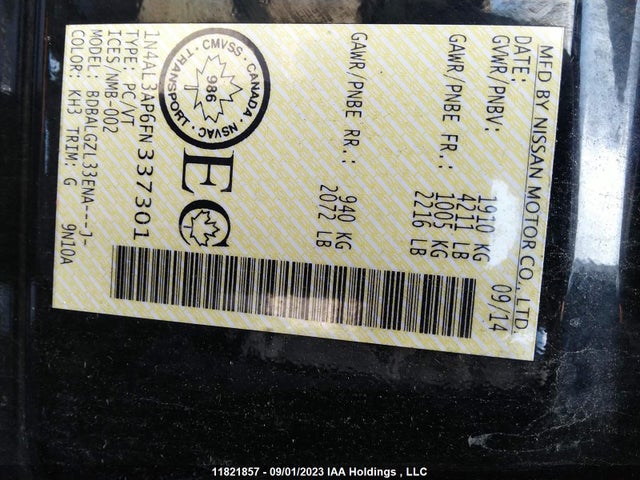 MFD BY NISSAN MOTOR CO., LTD.
DATE: 09/14
GVWR/PNBV: 1910 KG
4211 LB
GAWR/PNBE FR.: 1005 KG
2216 LB
GAWR/PNBE RR.: 940 KG
2072 LB
CMVSS · CANADA · NSVAC · TRANSPORT ·
986
EC
1N4AL3AP6FN337301
TYPE: PC/VT
ICES/NMB-002
MODEL: BDBALGZL33ENA---J-
COLOR: KH3 TRIM: G 9N10A
11821857 - 09/01/2023 IAA Holdings , LLC